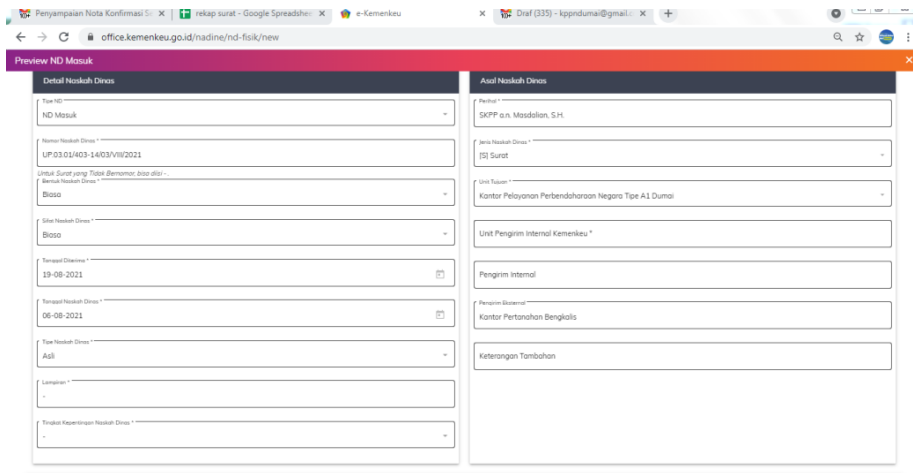 Penyampaian Nota Konfirmasi Se
rekap surat - Google Spreadshee
e-Kemenkeu
Draf (335) - kppndumai@gmail.c
office.kemenkeu.go.id/nadine/nd-fisik/new
Preview ND Masuk
Detail Naskah Dinas
Tipe ND
ND Masuk
Nomor Naskah Dinas *
UP.03.01/403-14/03/VIII/2021
Untuk Surat yang Tidak Bernomor, bisa diisi - .
Bentuk Naskah Dinas *
Biasa
Sifat Naskah Dinas *
Biasa
Tanggal Diterima *
19-08-2021
Tanggal Naskah Dinas *
06-08-2021
Tipe Naskah Dinas *
Asli
Lampiran *
-
Tingkat Kepentingan Naskah Dinas *
-
Asal Naskah Dinas
Perihal *
SKPP a.n. Masdalian, S.H.
Jenis Naskah Dinas *
[S] Surat
Unit Tujuan *
Kantor Pelayanan Perbendaharaan Negara Tipe A1 Dumai
Unit Pengirim Internal Kemenkeu *
Pengirim Internal
Pengirim Eksternal
Kantor Pertanahan Bengkalis
Keterangan Tambahan